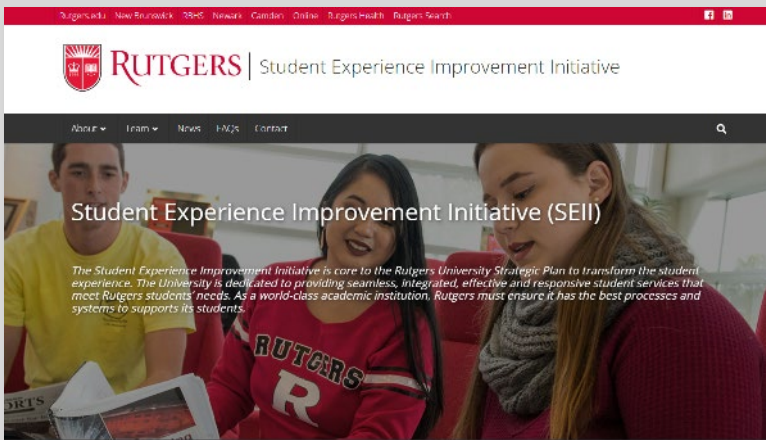 Rutgers.edu New Brunswick RBHS Newark Camden Online Rutgers Health Rutgers Search
RUTGERS | Student Experience Improvement Initiative
About Team News FAQs Contact
Student Experience Improvement Initiative (SEII)
The Student Experience Improvement Initiative is core to the Rutgers University Strategic Plan to transform the student
experience. The University is dedicated to providing seamless, integrated, effective and responsive student services that
meet Rutgers students' needs. As a world-class academic institution, Rutgers must ensure it has the best processes and
systems to supports its students.
RUTGERS
R
ORTS